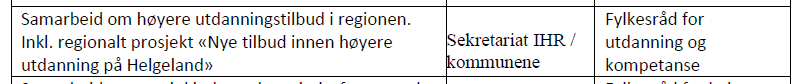 Samarbeid om høyere utdanningstilbud i regionen.
Inkl. regionalt prosjekt «Nye tilbud innen høyere
utdanning på Helgeland»
Sekretariat IHR /
kommunene
Fylkesråd for
utdanning og
kompetanse